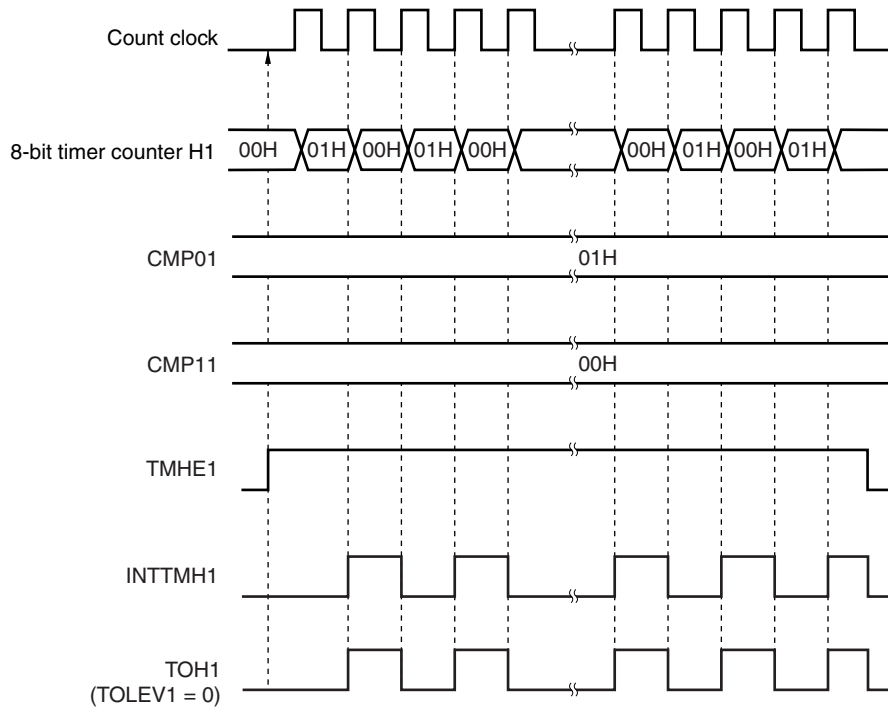 Count clock
8-bit timer counter H1 00H 01H 00H 01H 00H 00H 01H 00H 01H
CMP01 01H
CMP11 00H
TMHE1
INTTMH1
TOH1
(TOLEV1 = 0)